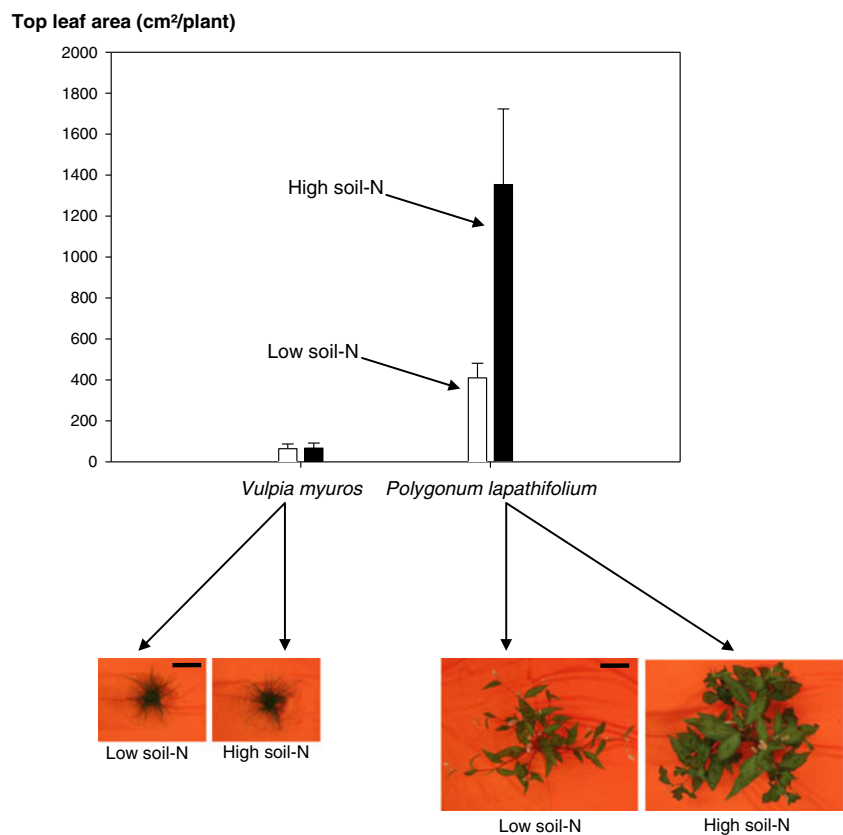 Top leaf area (cm²/plant)
2000
1800
1600
1400
1200
1000
800
600
400
200
0
High soil-N
Low soil-N
Vulpia myuros
Polygonum lapathifolium
Low soil-N
High soil-N
Low soil-N
High soil-N